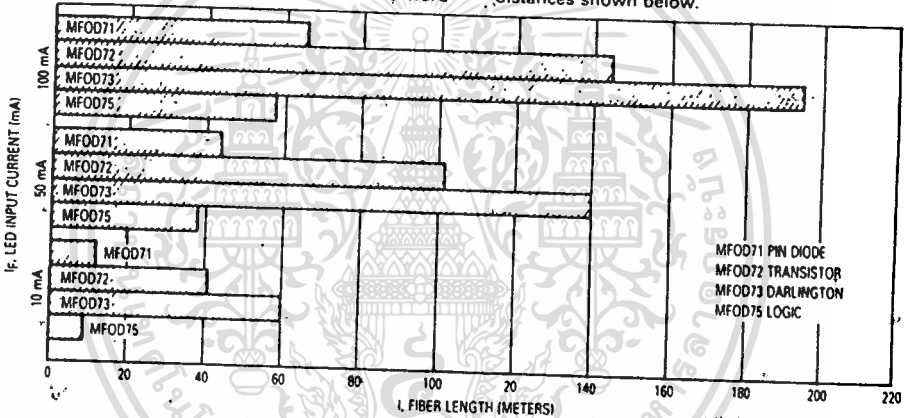 distances shown below.
MFOD71
MFOD72
MFOD73
MFOD75
MFOD71
MFOD72
MFOD73
MFOD75
MFOD71
MFOD72
MFOD73
MFOD75
100 mA
50 mA
10 mA
IF, LED INPUT CURRENT (mA)
MFOD71 PIN DIODE
MFOD72 TRANSISTOR
MFOD73 DARLINGTON
MFOD75 LOGIC
0 20 40 60 80 100 20 140 160 180 200 220
l, FIBER LENGTH (METERS)